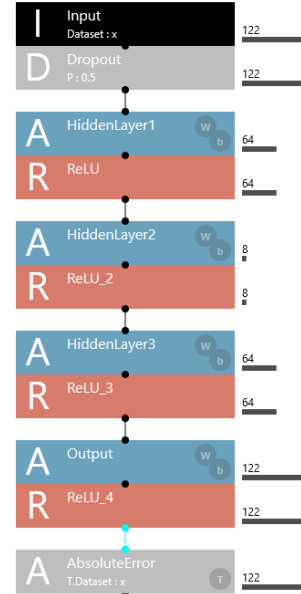 I Input 122
Dataset : x
D Dropout 122
P : 0.5
A HiddenLayer1 W b 64
R ReLU 64
A HiddenLayer2 W b 8
R ReLU_2 8
A HiddenLayer3 W b 64
R ReLU_3 64
A Output W b 122
R ReLU_4 122
A AbsoluteError T 122
T.Dataset : x